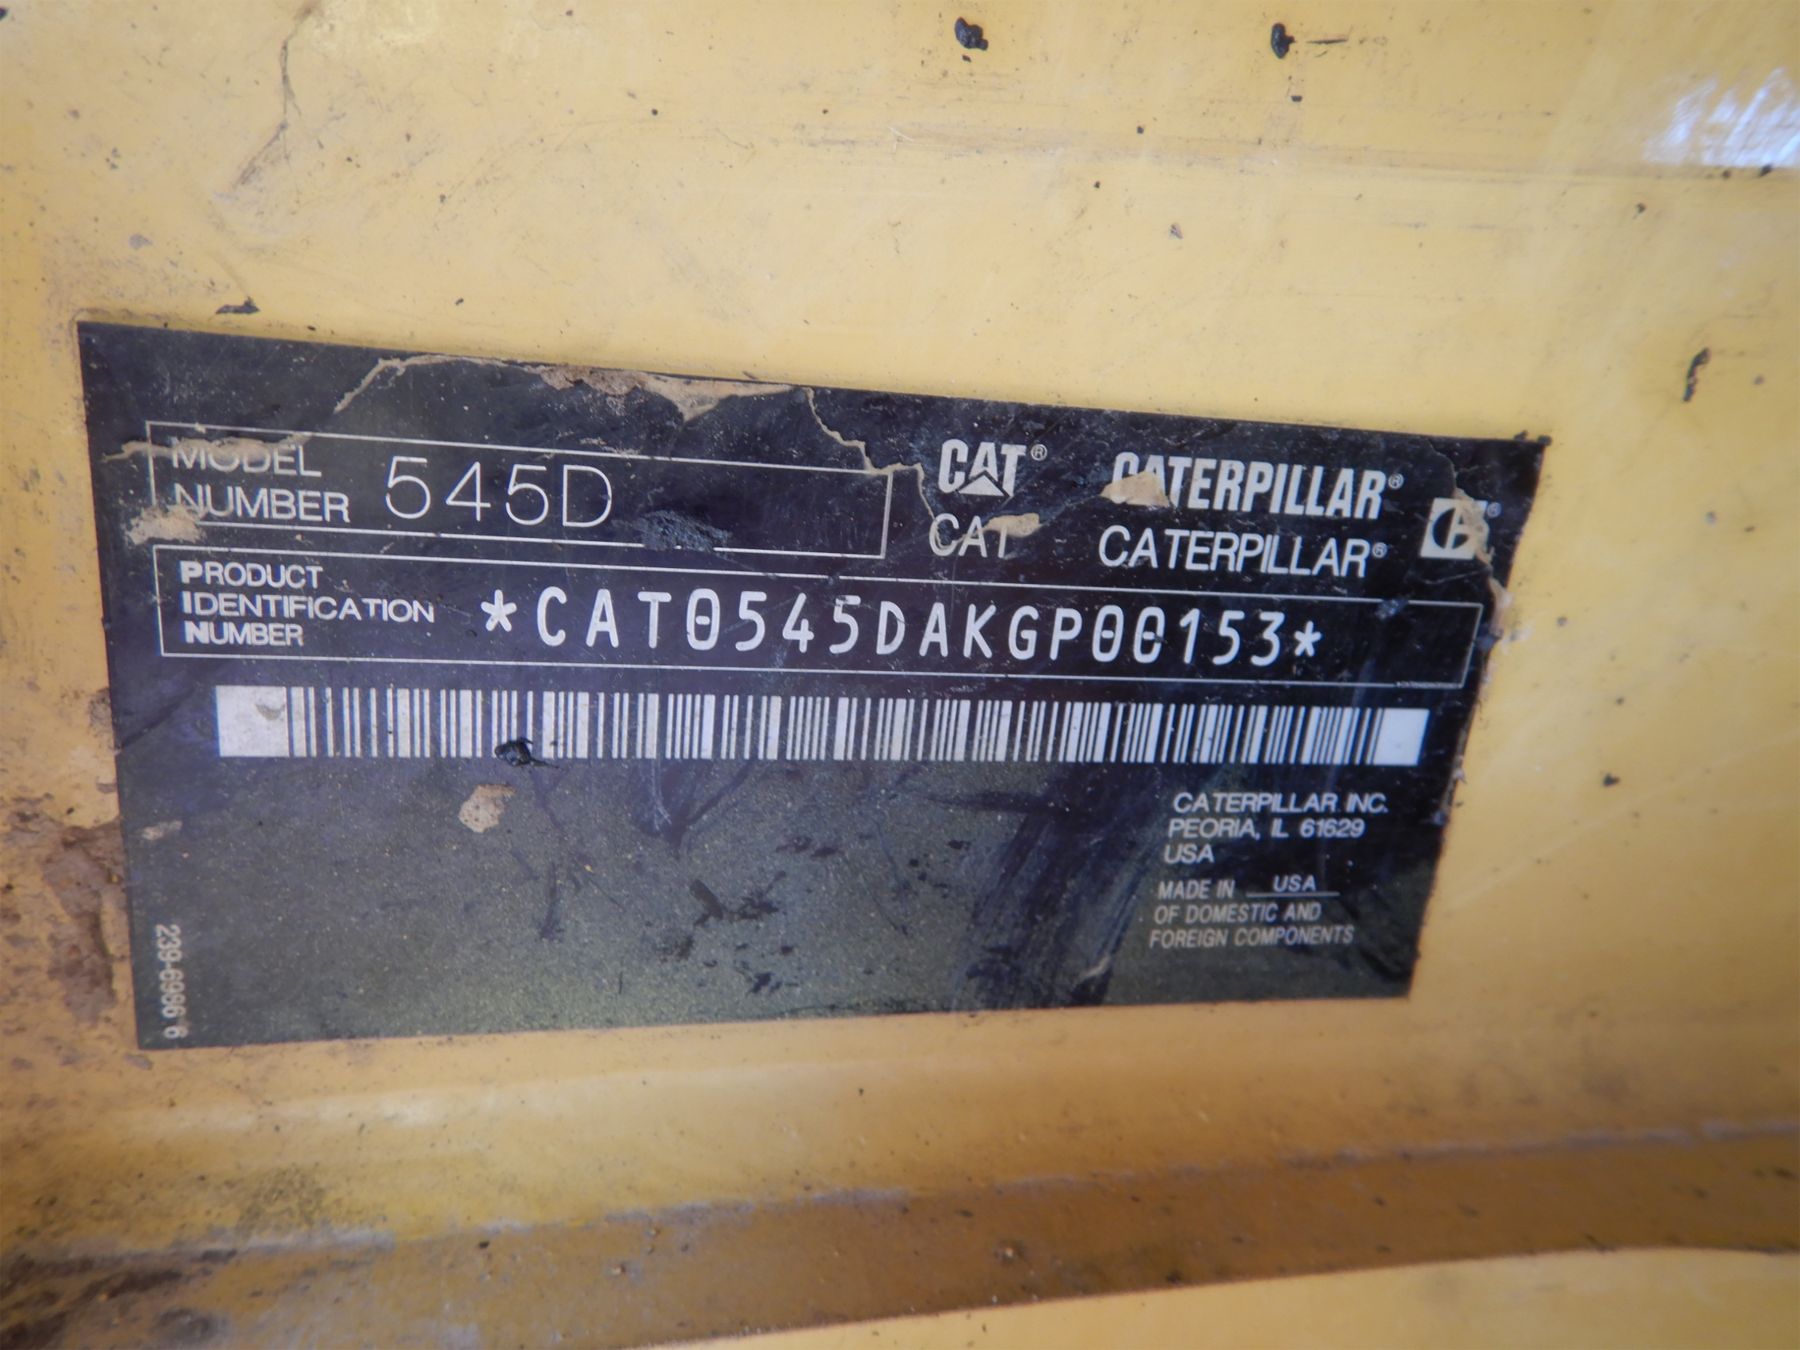 MODEL
NUMBER 545D
CAT® CATERPILLAR®
CAT CATERPILLAR®
PRODUCT
IDENTIFICATION
NUMBER
*CAT0545DAKGP00153*
CATERPILLAR INC.
PEORIA, IL 61629
USA
MADE IN USA
OF DOMESTIC AND
FOREIGN COMPONENTS
239-6986 6